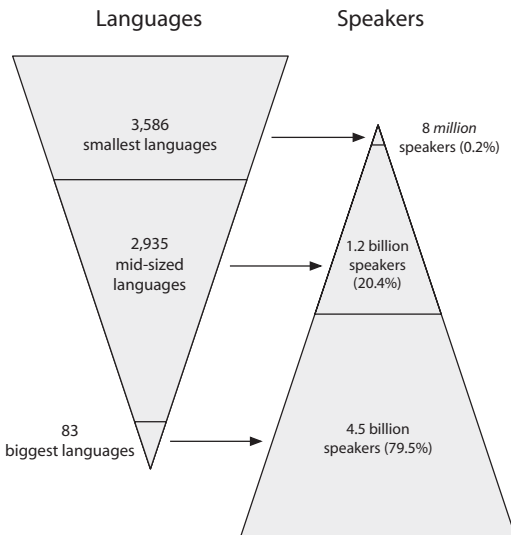 Languages
Speakers
3,586
smallest languages
8 million
speakers (0.2%)
2,935
mid-sized
languages
1.2 billion
speakers
(20.4%)
83
biggest languages
4.5 billion
speakers (79.5%)